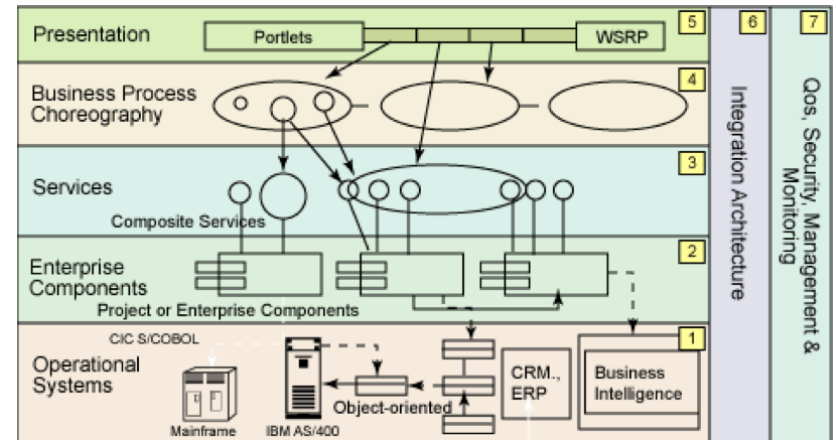 Presentation
Portlets
WSRP
5
Business Process
Choreography
4
Services
Composite Services
3
Enterprise
Components
Project or Enterprise Components
2
CIC S/COBOL
Operational
Systems
Mainframe
IBM AS/400
Object-oriented
CRM.,
ERP
Business
Intelligence
1
6
Integration Architecture
7
Qos, Security, Management &
Monitoring